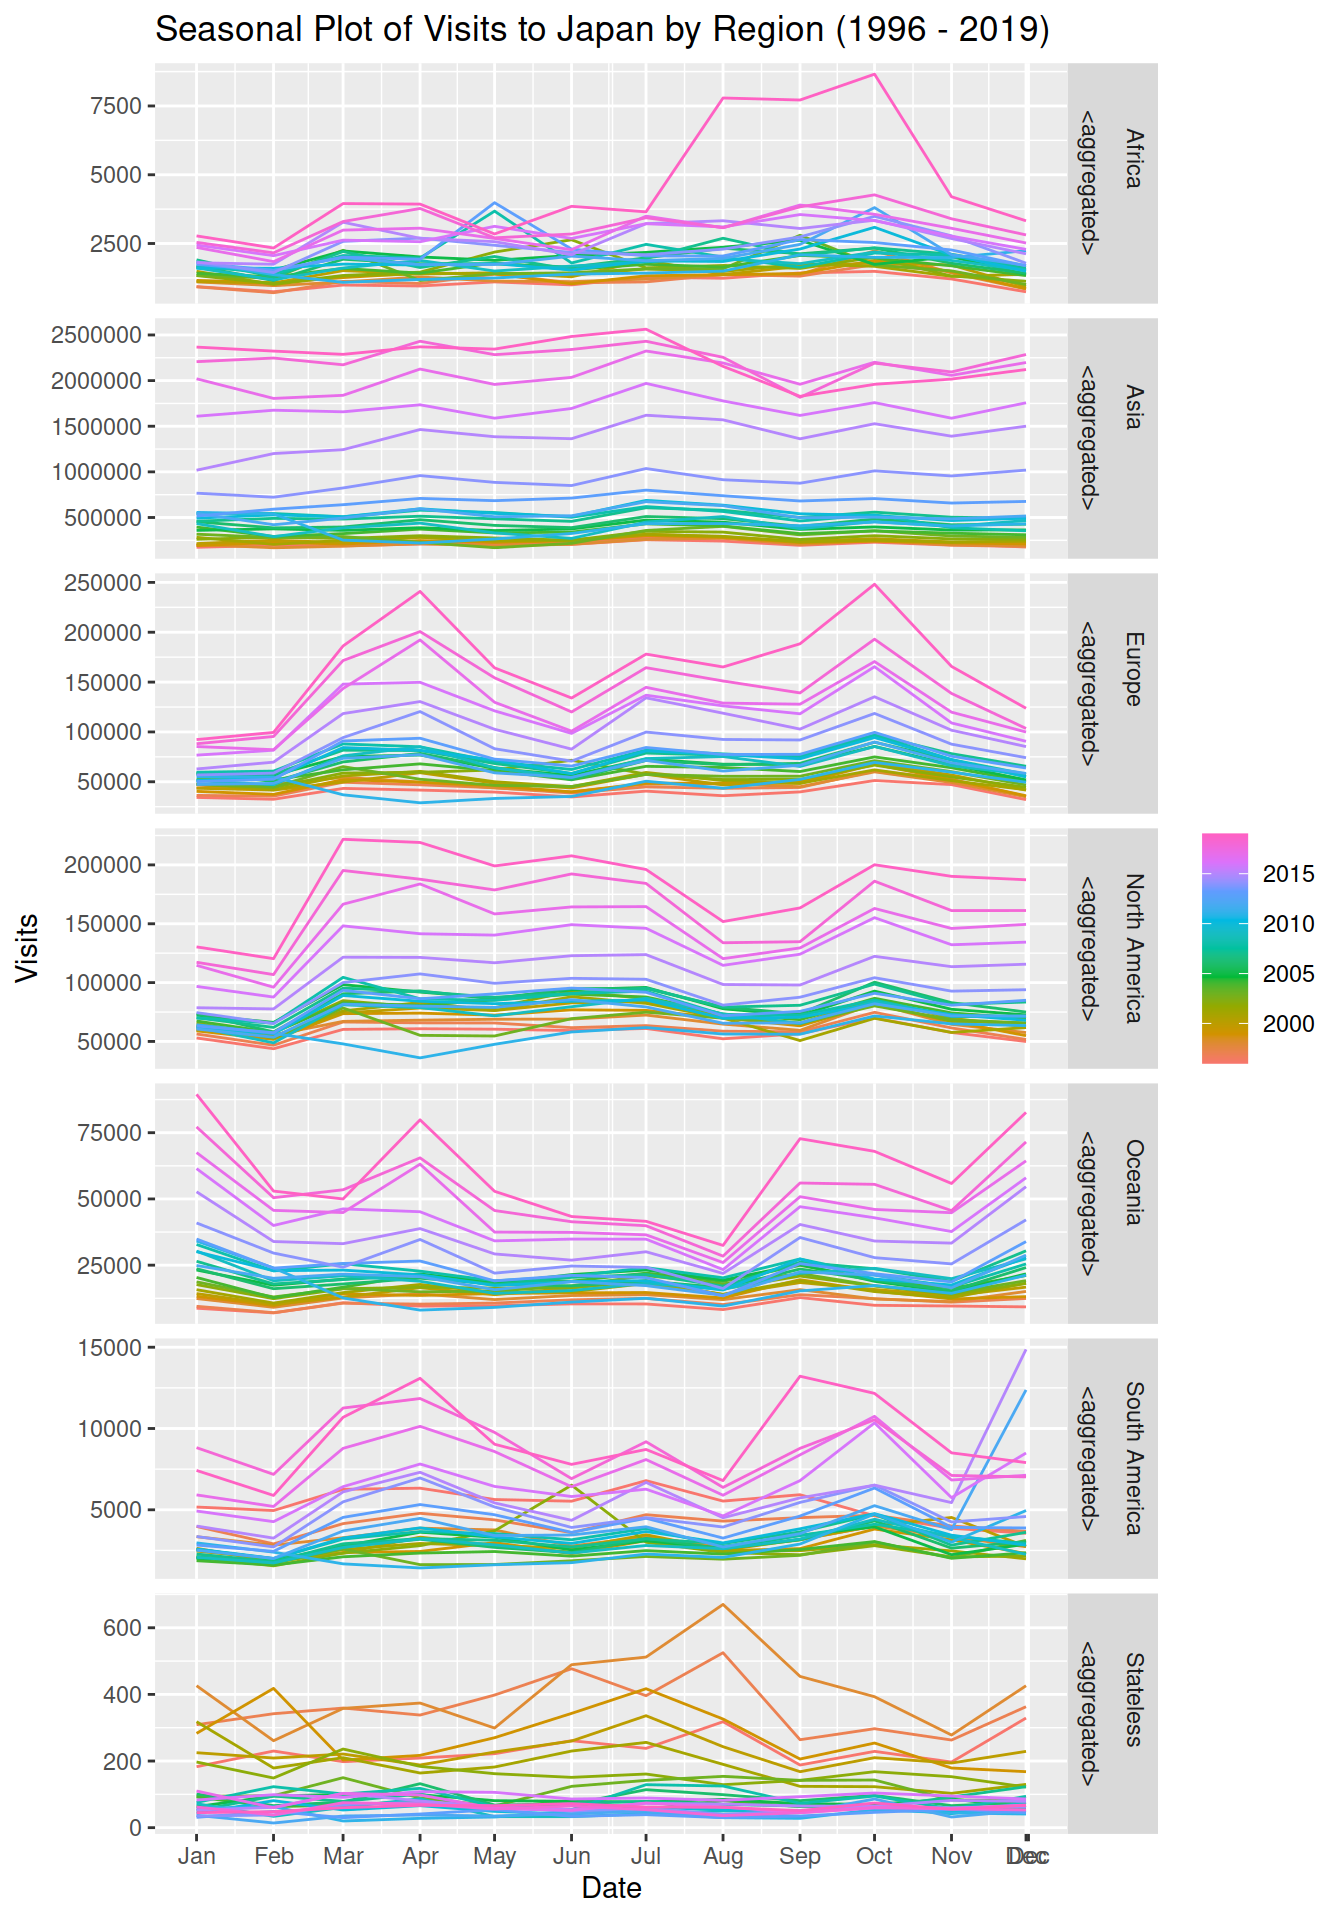 Seasonal Plot of Visits to Japan by Region (1996 - 2019)
7500
5000
2500
Africa
<aggregated>
2500000
2000000
1500000
1000000
500000
Asia
<aggregated>
250000
200000
150000
100000
50000
Europe
<aggregated>
200000
150000
100000
50000
North America
<aggregated>
75000
50000
25000
Oceania
<aggregated>
15000
10000
5000
South America
<aggregated>
600
400
200
0
Stateless
<aggregated>
Visits
2015
2010
2005
2000
Jan Feb Mar Apr May Jun Jul Aug Sep Oct Nov Dec Dec
Date